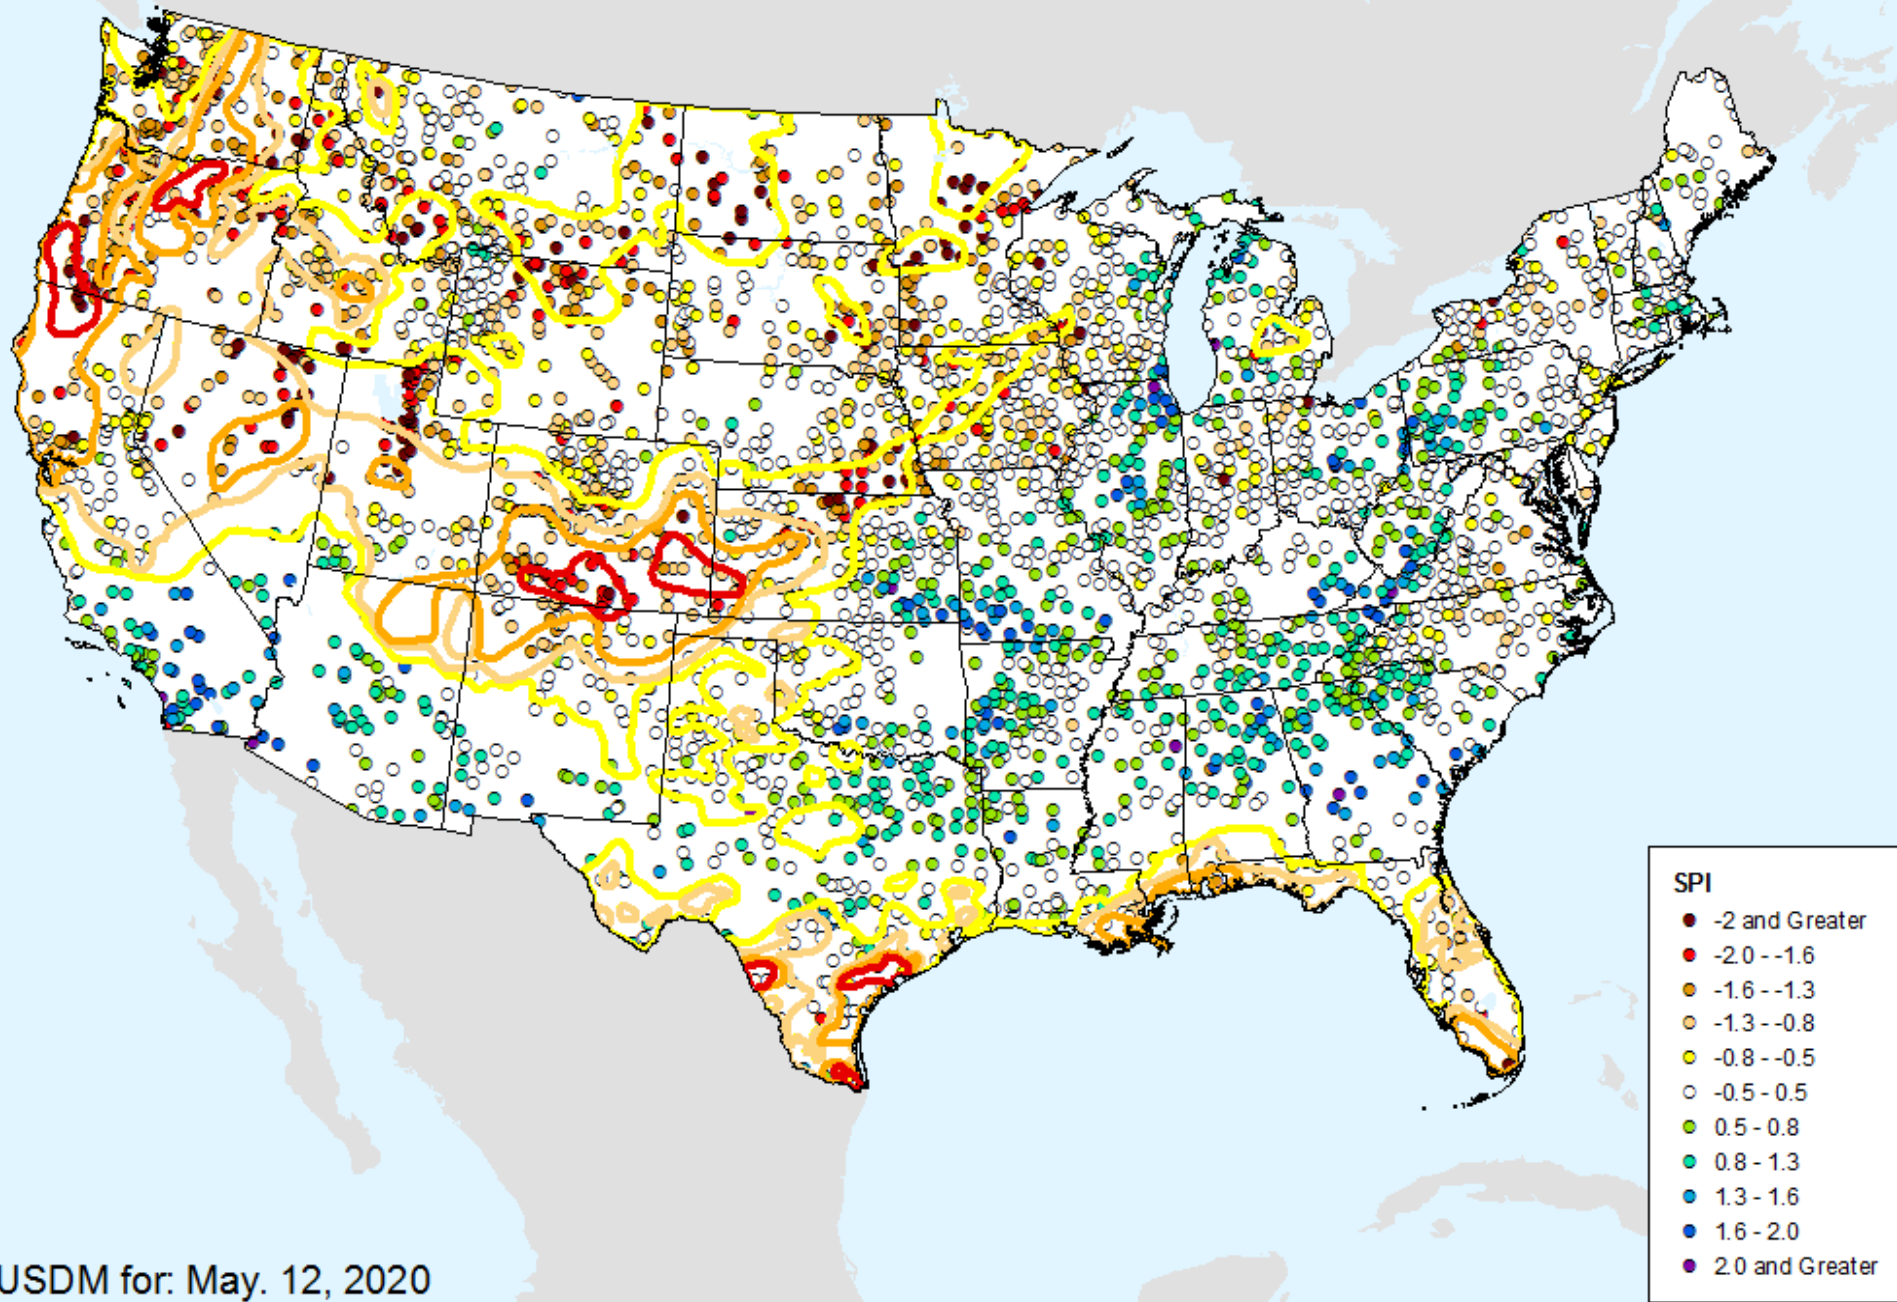 SPI
-2 and Greater
-2.0 - -1.6
-1.6 - -1.3
-1.3 - -0.8
-0.8 - -0.5
-0.5 - 0.5
0.5 - 0.8
0.8 - 1.3
1.3 - 1.6
1.6 - 2.0
2.0 and Greater
USDM for: May. 12, 2020